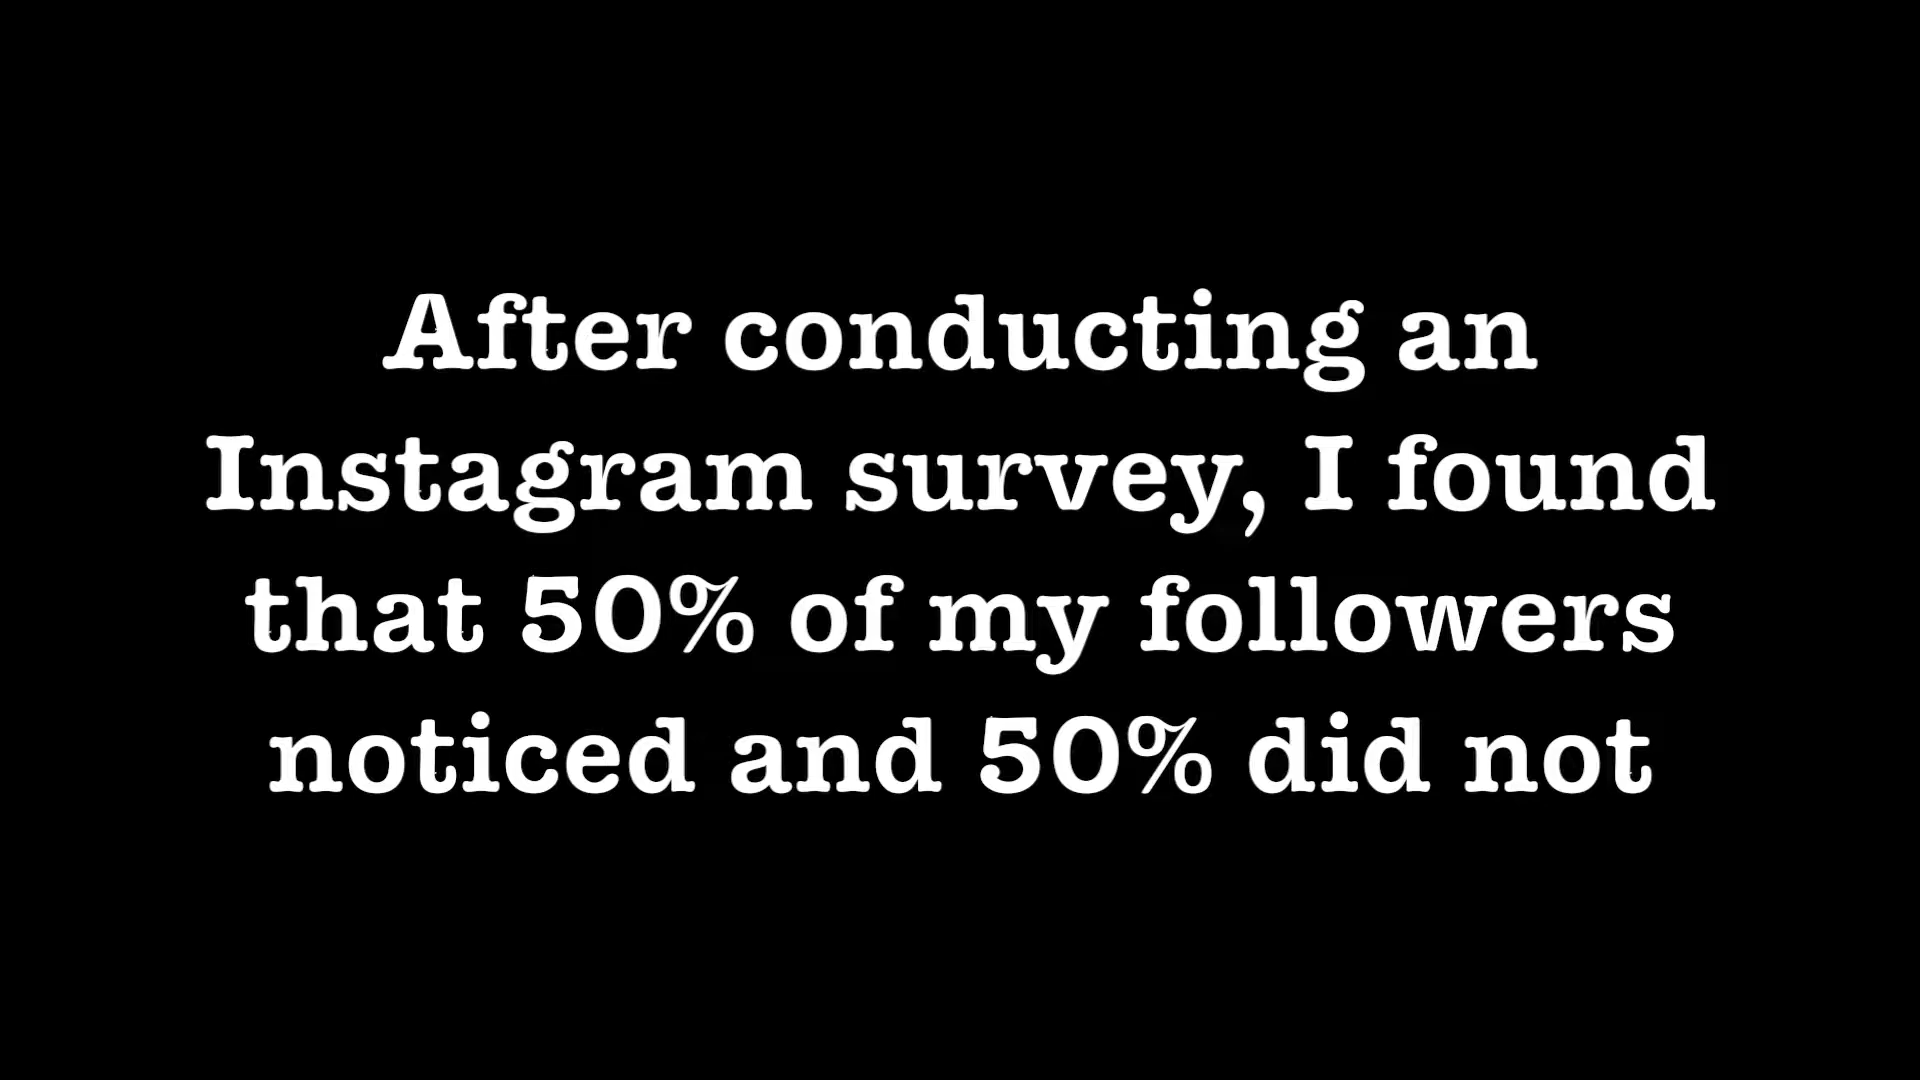 After conducting an
Instagram survey, I found
that 50% of my followers
noticed and 50% did not